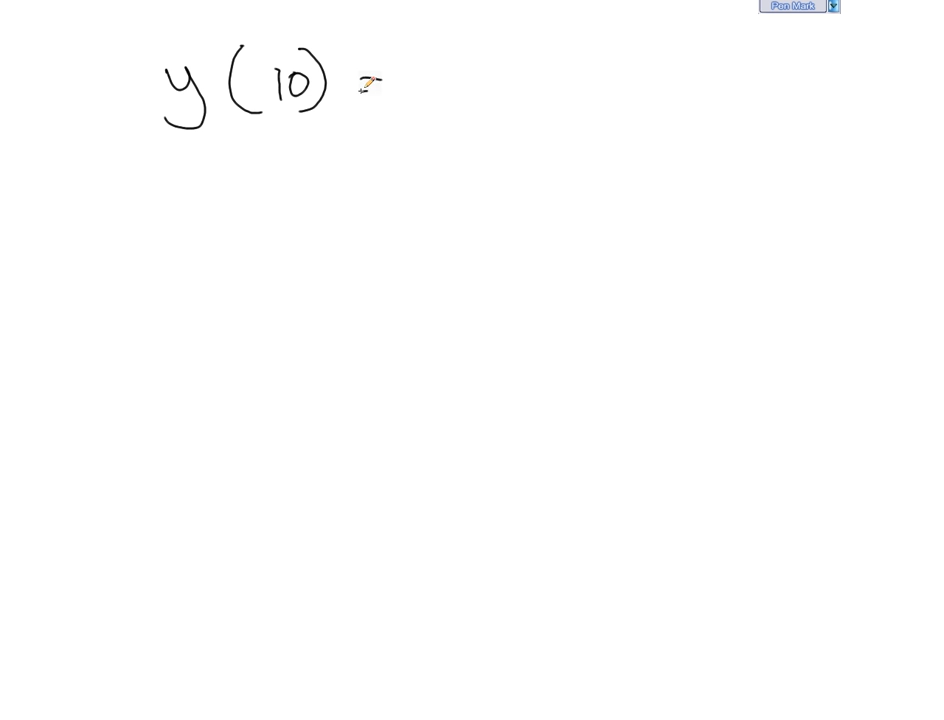 Pen Mark
y (10) =